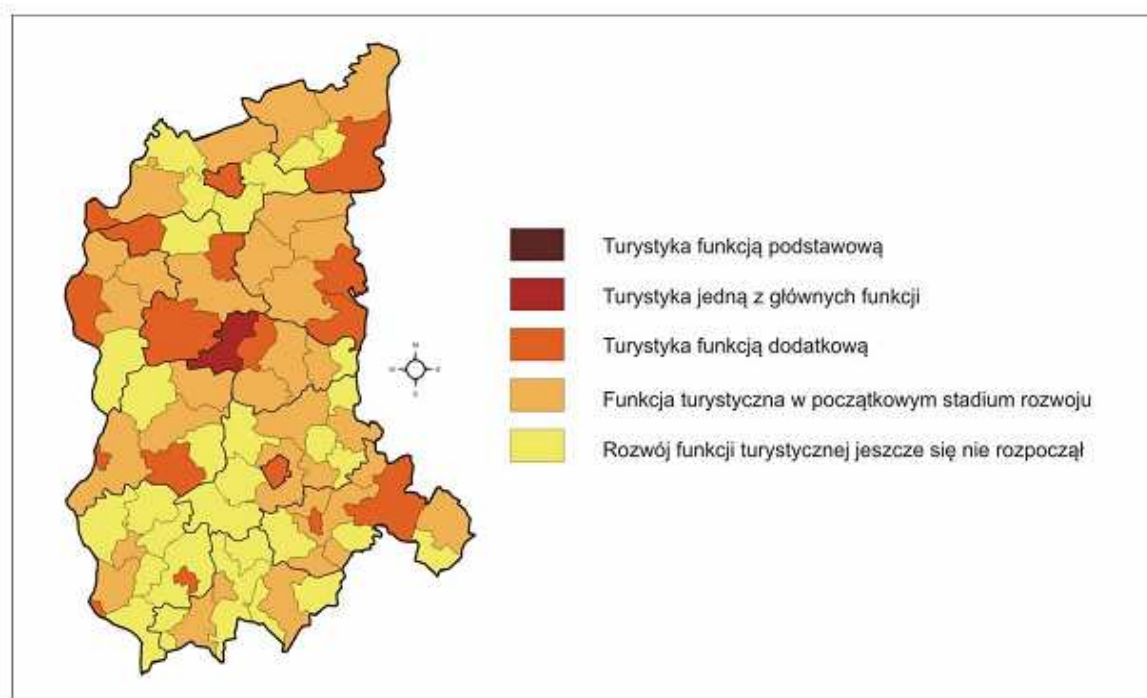 Turystyka funkcją podstawową
Turystyka jedną z głównych funkcji
Turystyka funkcją dodatkową
Funkcja turystyczna w początkowym stadium rozwoju
Rozwój funkcji turystycznej jeszcze się nie rozpoczął